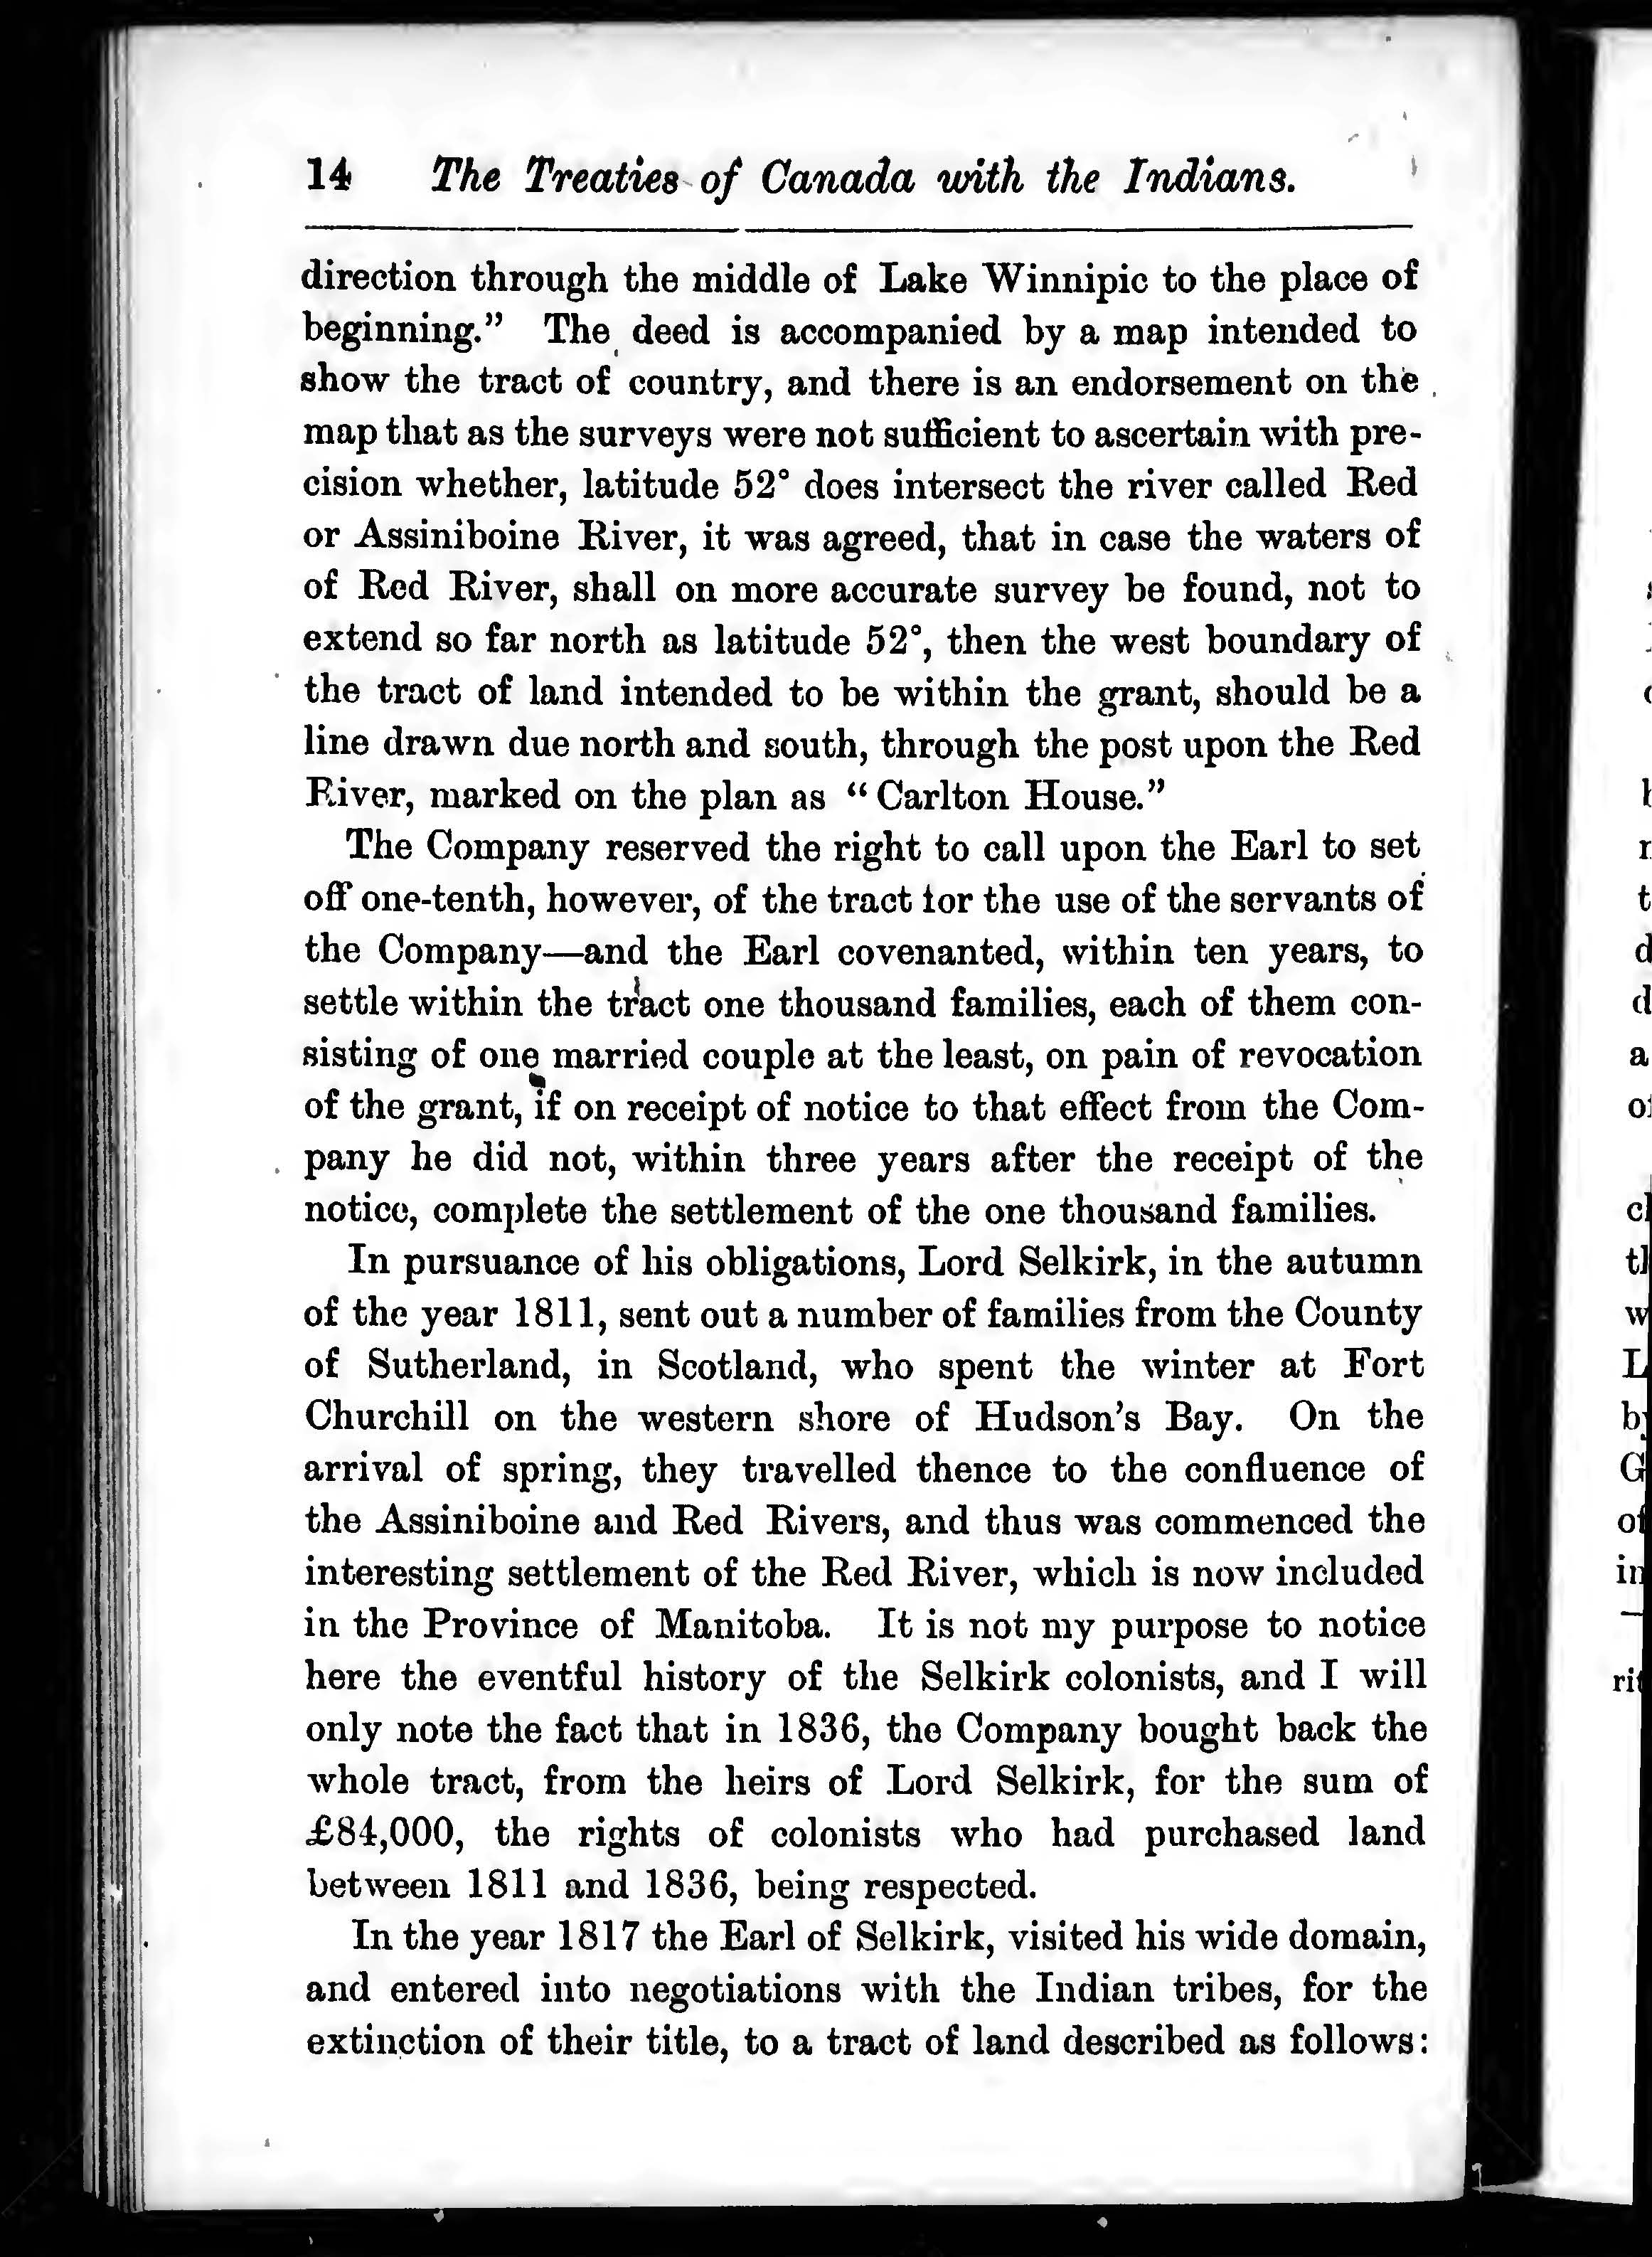 14 The Treaties of Canada with the Indians.
direction through the middle of Lake Winnipic to the place of
beginning.” The deed is accompanied by a map intended to
show the tract of country, and there is an endorsement on the
map that as the surveys were not sufficient to ascertain with pre-
cision whether, latitude 52° does intersect the river called Red
or Assiniboine River, it was agreed, that in case the waters of
of Red River, shall on more accurate survey be found, not to
extend so far north as latitude 52°, then the west boundary of
the tract of land intended to be within the grant, should be a
line drawn due north and south, through the post upon the Red
River, marked on the plan as “Carlton House.”
The Company reserved the right to call upon the Earl to set
off one-tenth, however, of the tract for the use of the servants of
the Company—and the Earl covenanted, within ten years, to
settle within the tract one thousand families, each of them con-
sisting of one married couple at the least, on pain of revocation
of the grant, if on receipt of notice to that effect from the Com-
pany he did not, within three years after the receipt of the
notice, complete the settlement of the one thousand families.
In pursuance of his obligations, Lord Selkirk, in the autumn
of the year 1811, sent out a number of families from the County
of Sutherland, in Scotland, who spent the winter at Fort
Churchill on the western shore of Hudson's Bay. On the
arrival of spring, they travelled thence to the confluence of
the Assiniboine and Red Rivers, and thus was commenced the
interesting settlement of the Red River, which is now included
in the Province of Manitoba. It is not my purpose to notice
here the eventful history of the Selkirk colonists, and I will
only note the fact that in 1836, the Company bought back the
whole tract, from the heirs of Lord Selkirk, for the sum of
£84,000, the rights of colonists who had purchased land
between 1811 and 1836, being respected.
In the year 1817 the Earl of Selkirk, visited his wide domain,
and entered into negotiations with the Indian tribes, for the
extinction of their title, to a tract of land described as follows: